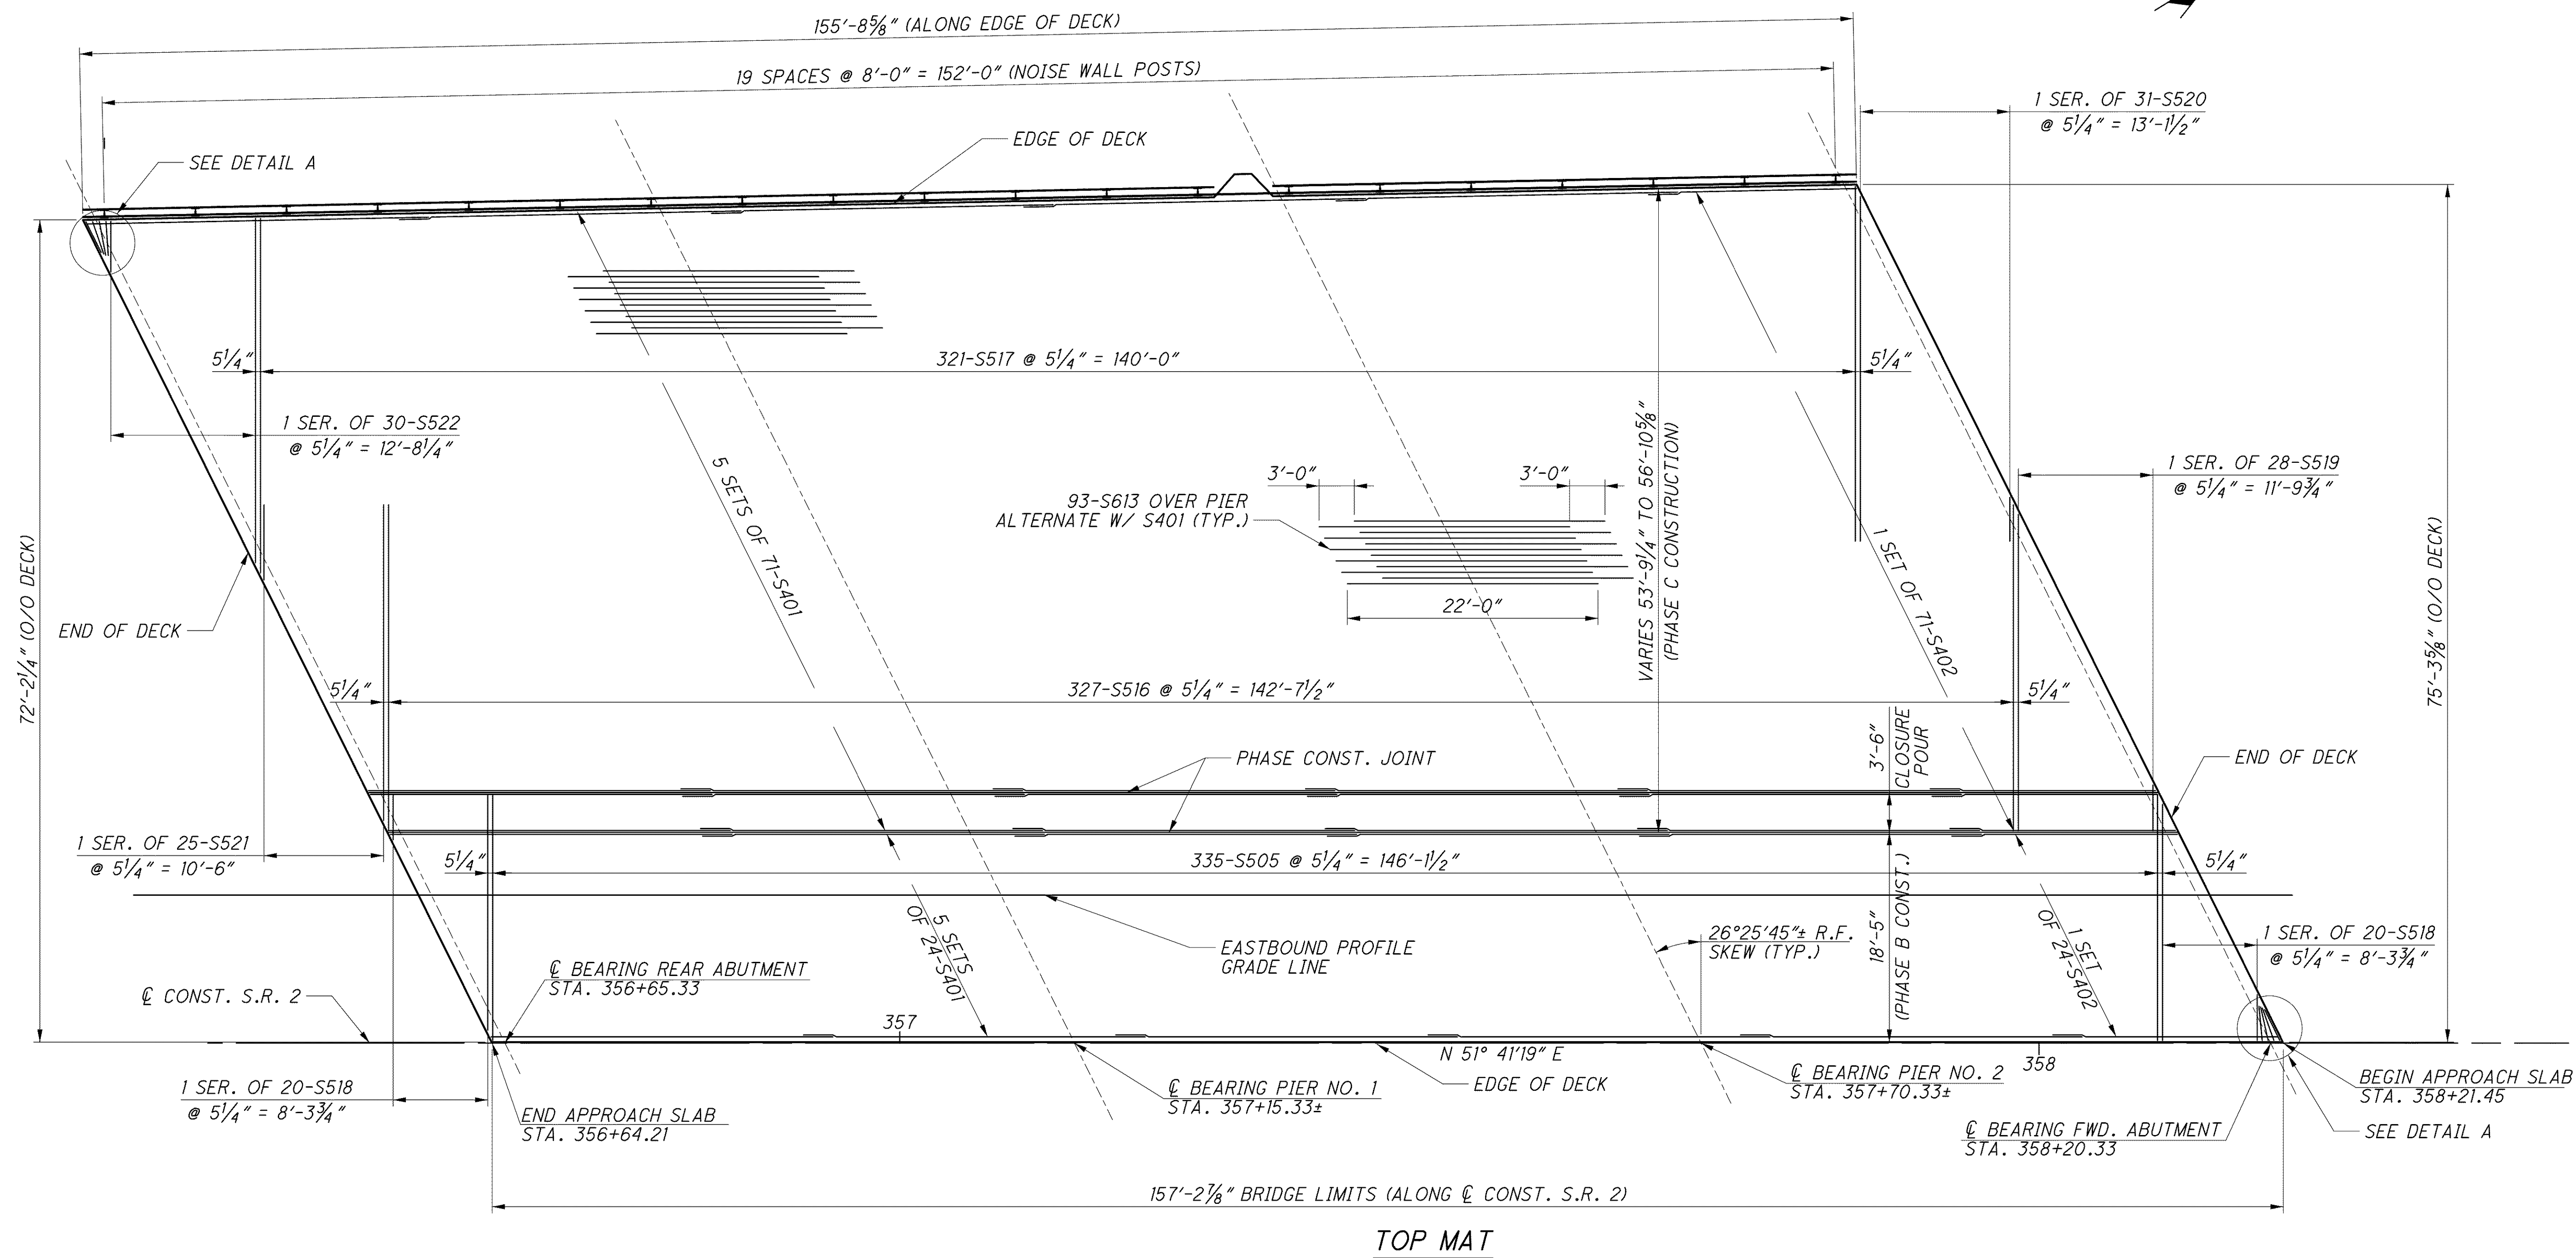 155'-8⅝" (ALONG EDGE OF DECK)
19 SPACES @ 8'-0" = 152'-0" (NOISE WALL POSTS)
1 SER. OF 31-S520
@ 5¼" = 13'-1½"
SEE DETAIL A
EDGE OF DECK
5¼"
321-S517 @ 5¼" = 140'-0"
5¼"
1 SER. OF 30-S522
@ 5¼" = 12'-8¼"
5 SETS OF 71-S401
93-S613 OVER PIER
ALTERNATE W/ S401 (TYP.)
3'-0"
3'-0"
22'-0"
VARIES 53'-9¼" TO 56'-10⅝"
(PHASE C CONSTRUCTION)
1 SET OF 71-S402
1 SER. OF 28-S519
@ 5¼" = 11'-9¾"
72'-2¼" (O/O DECK)
75'-3⅝" (O/O DECK)
END OF DECK
5¼"
327-S516 @ 5¼" = 142'-7½"
5¼"
PHASE CONST. JOINT
3'-6"
CLOSURE
POUR
END OF DECK
1 SER. OF 25-S521
@ 5¼" = 10'-6"
5¼"
335-S505 @ 5¼" = 146'-1½"
5¼"
5 SETS
OF 24-S401
EASTBOUND PROFILE
GRADE LINE
26°25'45"± R.F.
SKEW (TYP.)
18'-5"
(PHASE B CONST.)
1 SET
OF 24-S402
1 SER. OF 20-S518
@ 5¼" = 8'-3¾"
℄ CONST. S.R. 2
℄ BEARING REAR ABUTMENT
STA. 356+65.33
357
N 51° 41'19" E
358
1 SER. OF 20-S518
@ 5¼" = 8'-3¾"
END APPROACH SLAB
STA. 356+64.21
℄ BEARING PIER NO. 1
STA. 357+15.33±
EDGE OF DECK
℄ BEARING PIER NO. 2
STA. 357+70.33±
℄ BEARING FWD. ABUTMENT
STA. 358+20.33
BEGIN APPROACH SLAB
STA. 358+21.45
SEE DETAIL A
157'-2⅞" BRIDGE LIMITS (ALONG ℄ CONST. S.R. 2)
TOP MAT